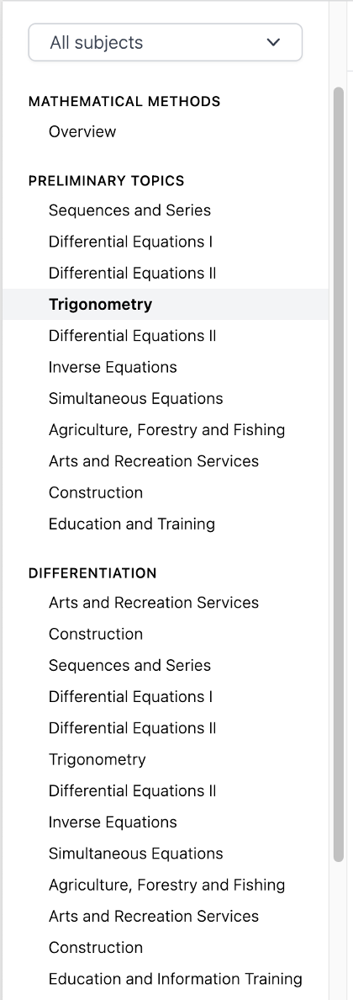 All subjects
MATHEMATICAL METHODS
Overview
PRELIMINARY TOPICS
Sequences and Series
Differential Equations I
Differential Equations II
Trigonometry
Differential Equations II
Inverse Equations
Simultaneous Equations
Agriculture, Forestry and Fishing
Arts and Recreation Services
Construction
Education and Training
DIFFERENTIATION
Arts and Recreation Services
Construction
Sequences and Series
Differential Equations I
Differential Equations II
Trigonometry
Differential Equations II
Inverse Equations
Simultaneous Equations
Agriculture, Forestry and Fishing
Arts and Recreation Services
Construction
Education and Information Training